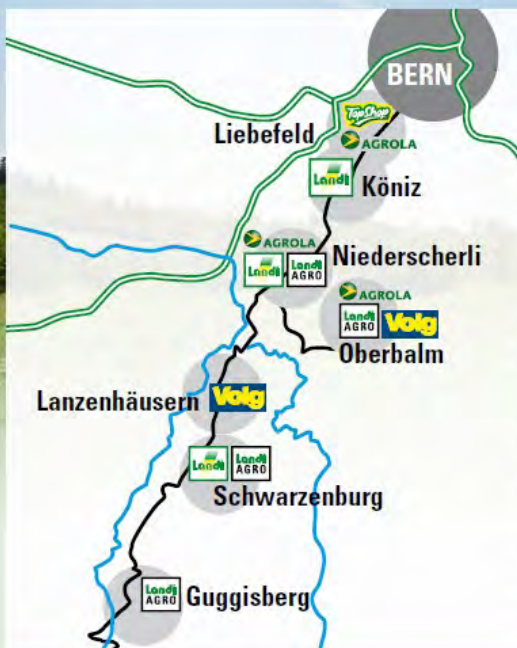 BERN
TopShop
Liebefeld
AGROLA
Landi
Köniz
AGROLA
Niederscherli
Landi
Landi
AGRO
AGROLA
Landi
AGRO
Volg
Oberbalm
Lanzenhäusern
Volg
Landi
Landi
AGRO
Schwarzenburg
Landi
AGRO
Guggisberg